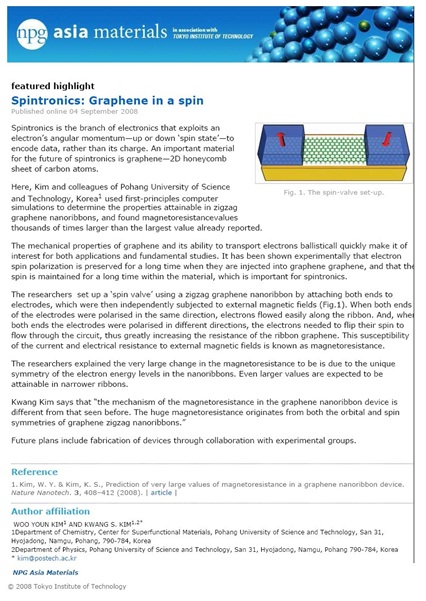 npg asia materials in association with
TOKYO INSTITUTE OF TECHNOLOGY
featured highlight
Spintronics: Graphene in a spin
Published online 04 September 2008
Spintronics is the branch of electronics that exploits an
electron's angular momentum—up or down 'spin state'—to
encode data, rather than its charge. An important material
for the future of spintronics is graphene—2D honeycomb
sheet of carbon atoms.
Fig. 1. The spin-valve set-up.
Here, Kim and colleagues of Pohang University of Science
and Technology, Korea1 used first-principles computer
simulations to determine the properties attainable in zigzag
graphene nanoribbons, and found magnetoresistancevalues
thousands of times larger than the largest value already reported.
The mechanical properties of graphene and its ability to transport electrons ballisticall quickly make it of
interest for both applications and fundamental studies. It has been shown experimentally that electron
spin polarization is preserved for a long time when they are injected into graphene graphene, and that the
spin is maintained for a long time within the material, which is important for spintronics.
The researchers set up a 'spin valve' using a zigzag graphene nanoribbon by attaching both ends to
electrodes, which were then independently subjected to external magnetic fields (Fig.1). When both ends
of the electrodes were polarised in the same direction, electrons flowed easily along the ribbon. And, when
both ends the electrodes were polarised in different directions, the electrons needed to flip their spin to
flow through the circuit, thus greatly increasing the resistance of the ribbon graphene. This susceptibility
of the current and electrical resistance to external magnetic fields is known as magnetoresistance.
The researchers explained the very large change in the magnetoresistance to be is due to the unique
symmetry of the electron energy levels in the nanoribbons. Even larger values are expected to be
attainable in narrower ribbons.
Kwang Kim says that "the mechanism of the magnetoresistance in the graphene nanoribbon device is
different from that seen before. The huge magnetoresistance originates from both the orbital and spin
symmetries of graphene zigzag nanoribbons."
Future plans include fabrication of devices through collaboration with experimental groups.
Reference
1. Kim, W. Y. & Kim, K. S., Prediction of very large values of magnetoresistance in a graphene nanoribbon device.
Nature Nanotech. 3, 408–412 (2008). | article |
Author affiliation
WOO YOUN KIM1 AND KWANG S. KIM1,2*
1Department of Chemistry, Center for Superfunctional Materials, Pohang University of Science and Technology, San 31,
Hyojadong, Namgu, Pohang, 790-784, Korea
2Department of Physics, Pohang University of Science and Technology, San 31, Hyojadong, Namgu, Pohang 790-784, Korea
* kim@postech.ac.kr
NPG Asia Materials
© 2008 Tokyo Institute of Technology